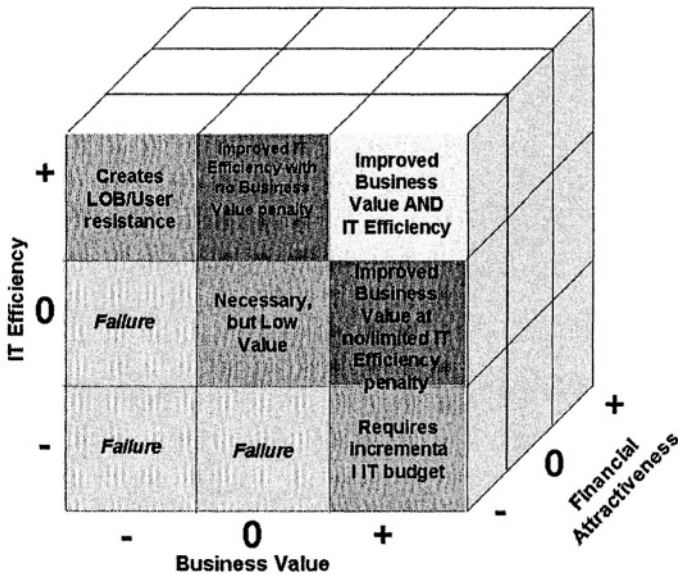 +
Creates
LOB/User
resistance
Improved IT
Efficiency with
no Business
Value penalty
Improved
Business
Value AND
IT Efficiency
IT Efficiency
0
Failure
Necessary,
but Low
Value
Improved
Business
Value at
no/limited IT
Efficiency
penalty
-
Failure
Failure
Requires
incrementa
l IT budget
-
0
+
Business Value
-
0
+
Financial
Attractiveness